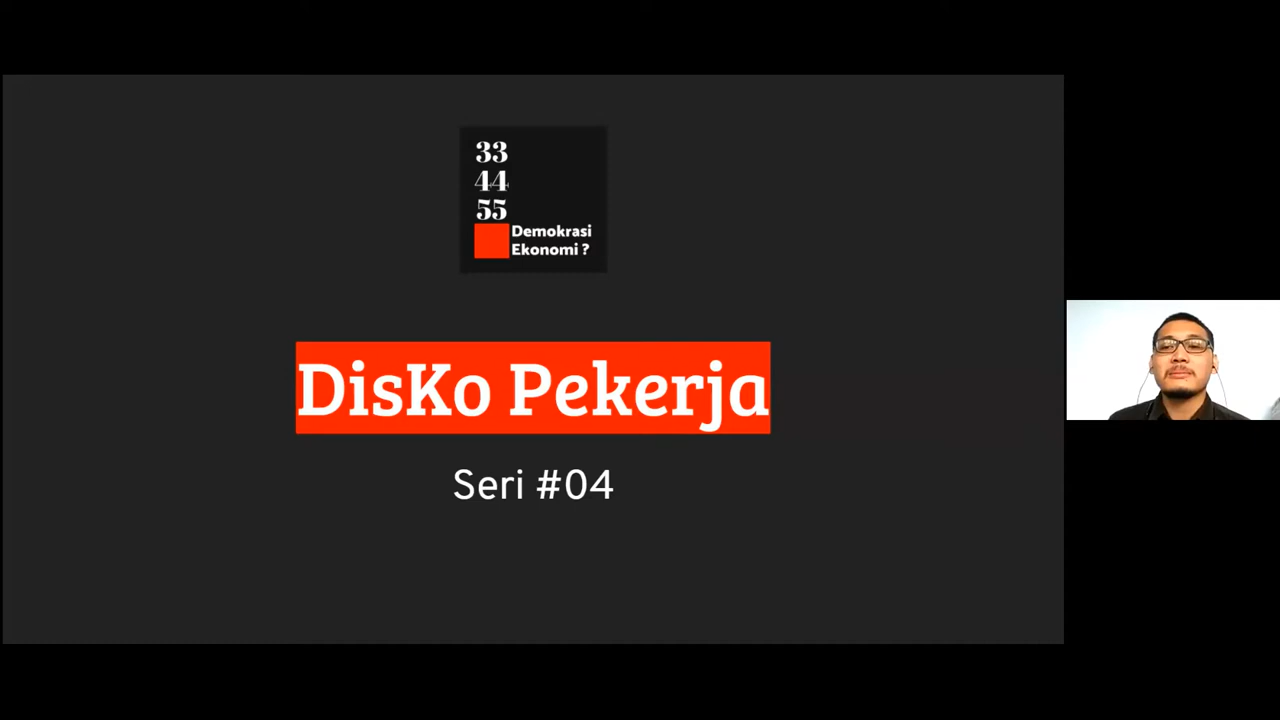 33
44
55
Demokrasi
Ekonomi ?
DisKo Pekerja
Seri #04